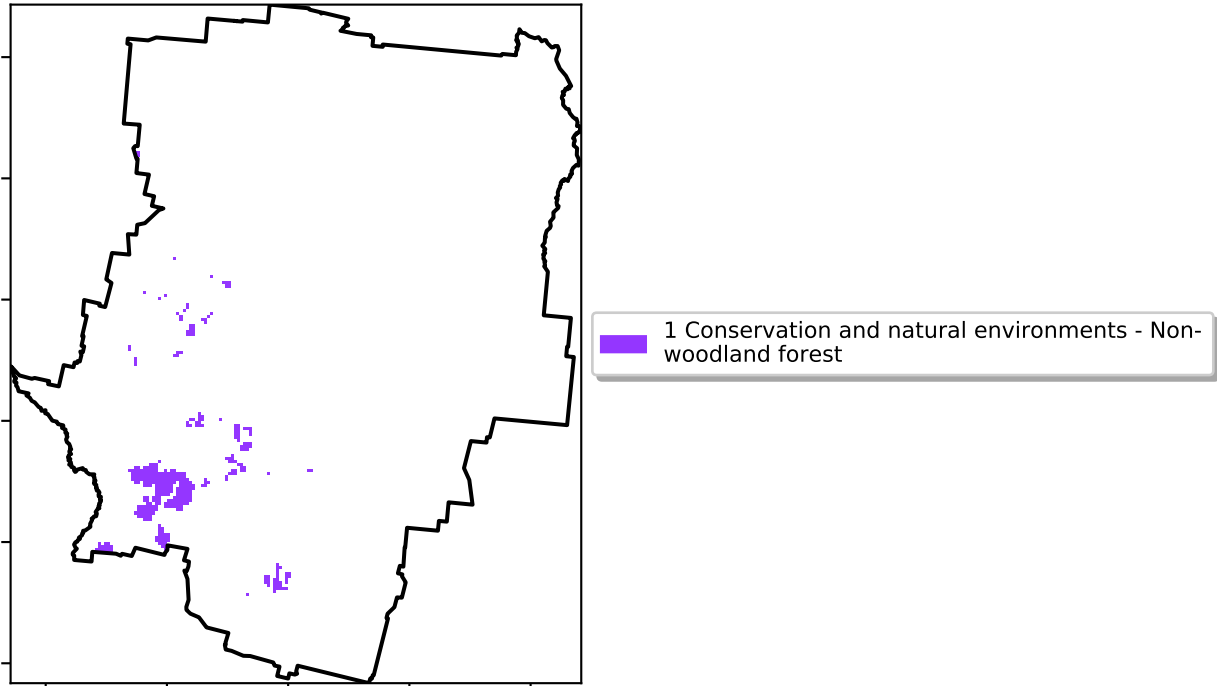 1 Conservation and natural environments - Non-
woodland forest